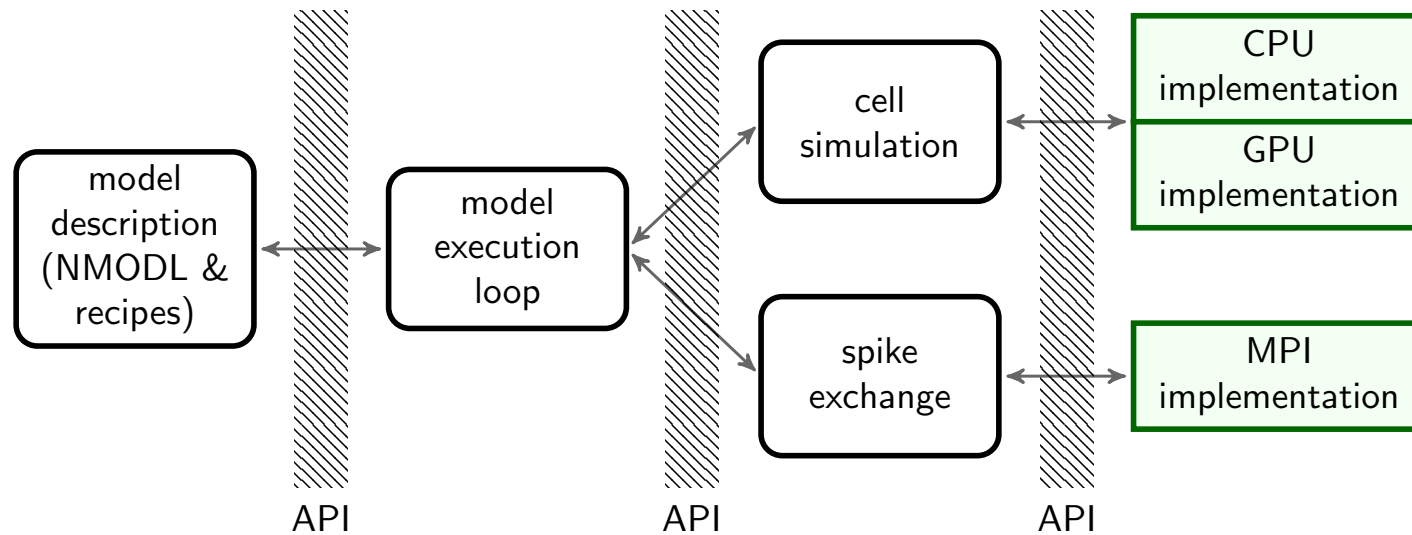 model
description
(NMODL &
recipes)
model
execution
loop
cell
simulation
spike
exchange
CPU
implementation
GPU
implementation
MPI
implementation
API
API
API